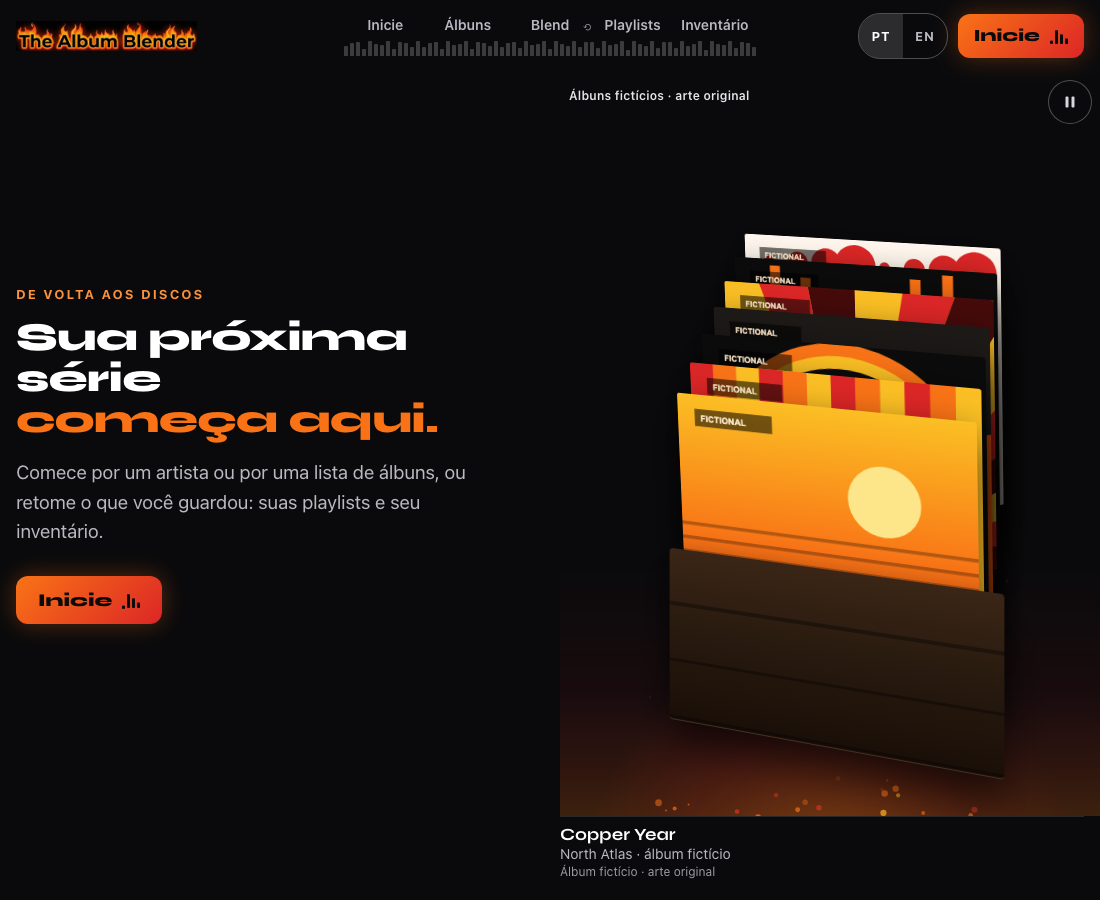 The Album Blender
Inicie
Álbuns
Blend
Playlists
Inventário
PT
EN
Inicie
Álbuns fictícios · arte original
DE VOLTA AOS DISCOS
Sua próxima
série
começa aqui.
Comece por um artista ou por uma lista de álbuns, ou
retome o que você guardou: suas playlists e seu
inventário.
Inicie
FICTIONAL
FICTIONAL
FICTIONAL
FICTIONAL
FICTIONAL
FICTIONAL
FICTIONAL
Copper Year
North Atlas · álbum fictício
Álbum fictício · arte original